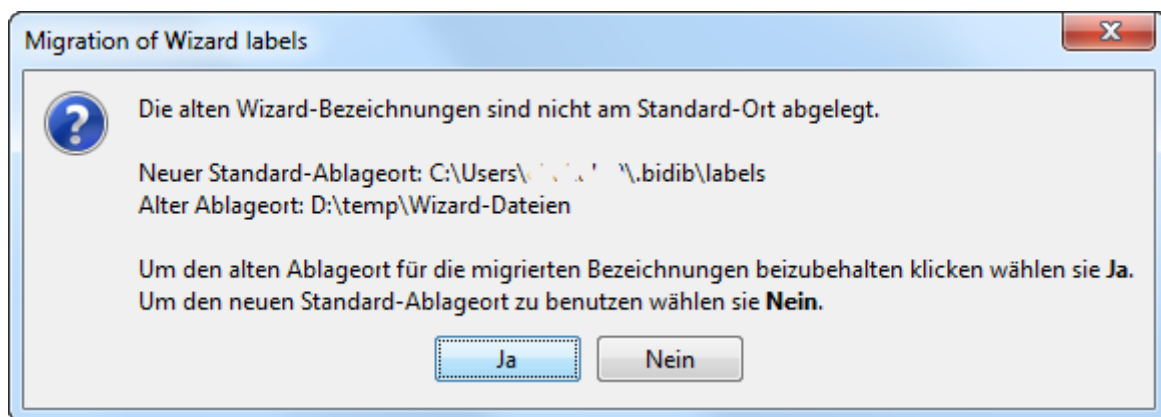 Migration of Wizard labels
Die alten Wizard-Bezeichnungen sind nicht am Standard-Ort abgelegt.
Neuer Standard-Ablageort: C:\Users\ \.bidib\labels
Alter Ablageort: D:\temp\Wizard-Dateien
Um den alten Ablageort für die migrierten Bezeichnungen beizubehalten klicken wählen sie Ja.
Um den neuen Standard-Ablageort zu benutzen wählen sie Nein.
Ja
Nein